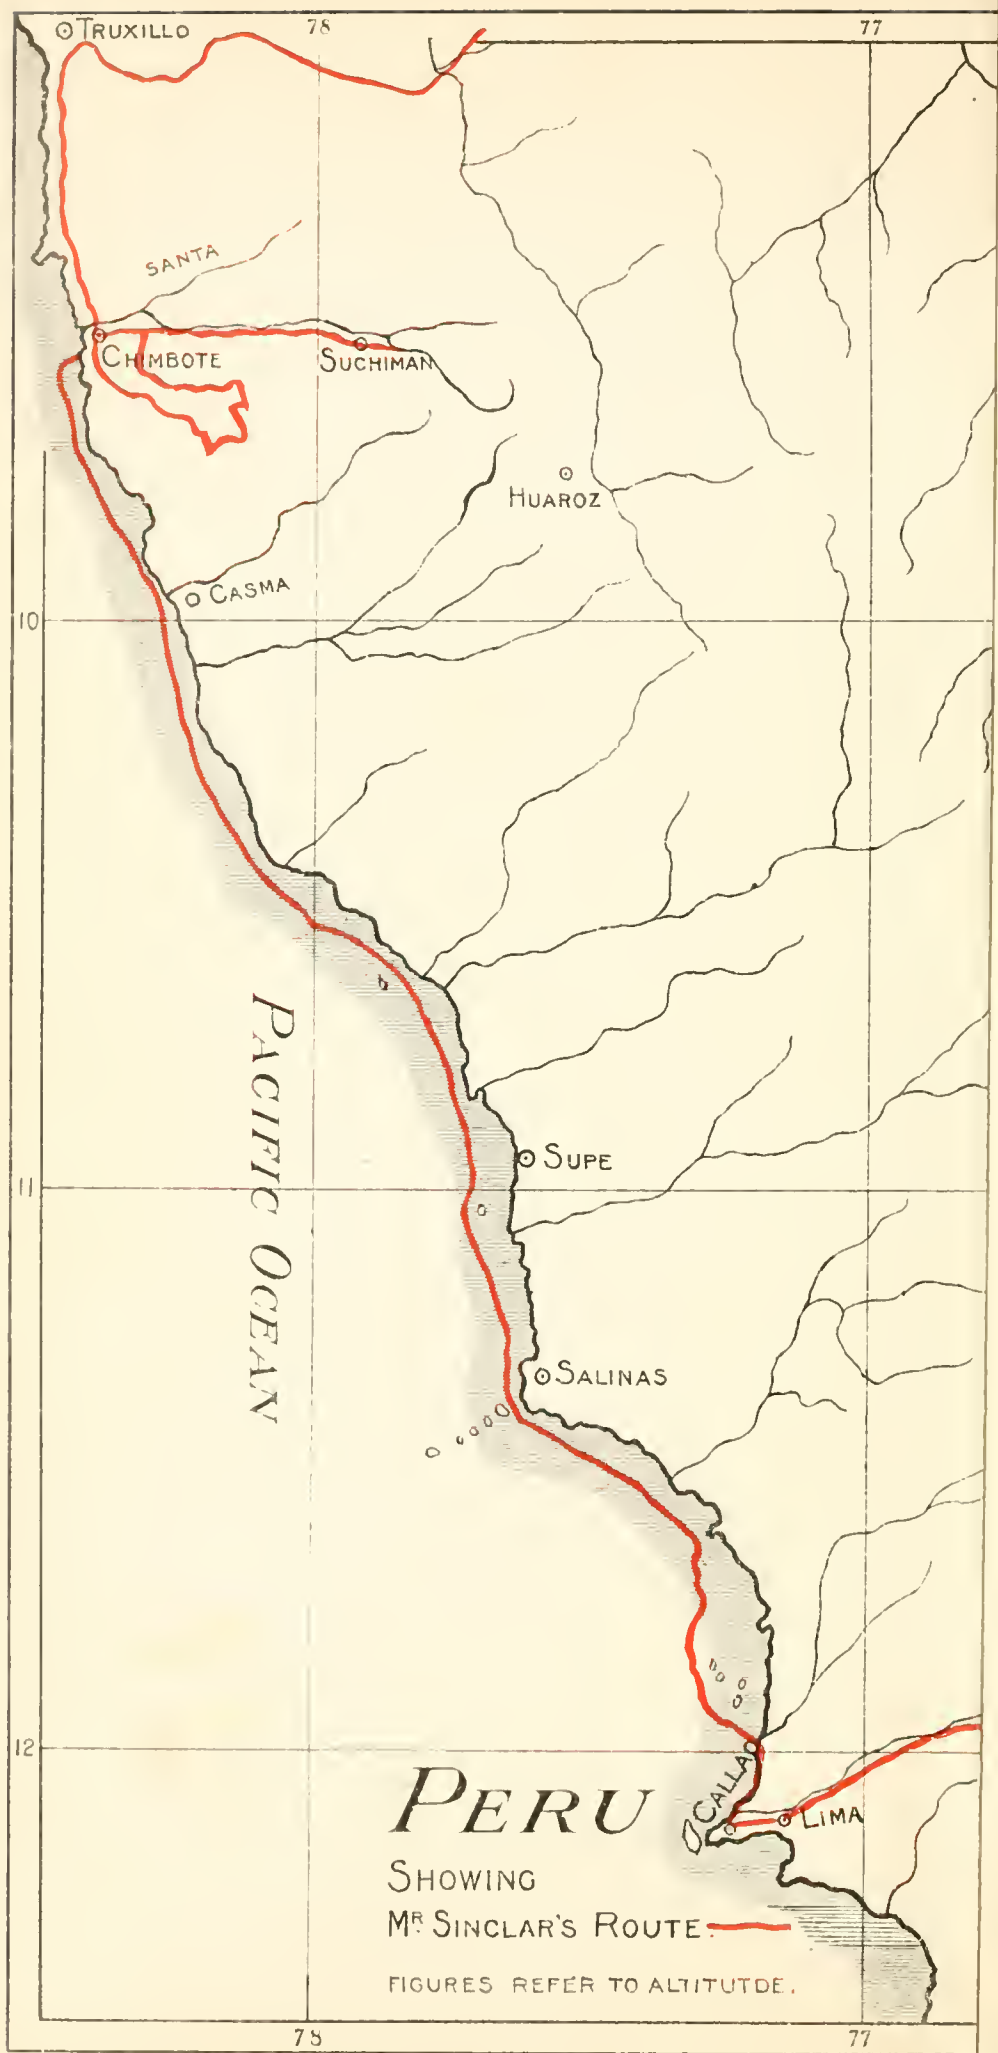 78 77
TRUXILLO
SANTA
CHIMBOTE
SUCHIMAN
HUAROZ
CASMA
10
PACIFIC OCEAN
SUPE
11
SALINAS
12
CALLAO
LIMA
PERU
SHOWING
MR. SINCLAR'S ROUTE
FIGURES REFER TO ALTITUTDE.
78 77